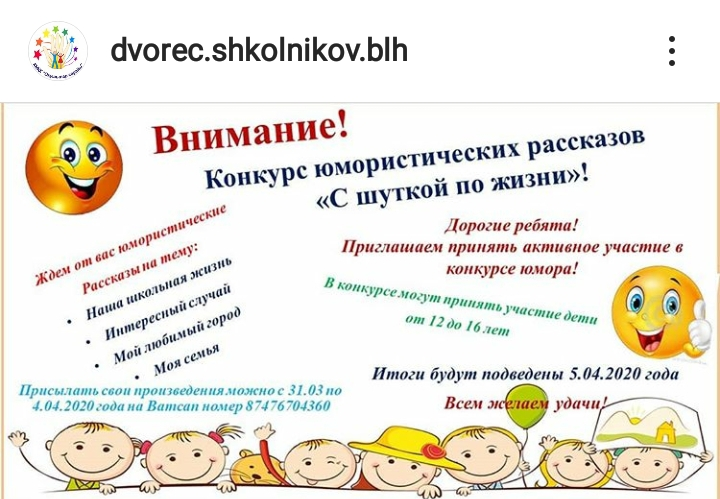 dvorec.shkolnikov.blh
Внимание!
Конкурс юмористических рассказов
«С шуткой по жизни»!
Ждем от вас юмористические
Рассказы на тему:
• Наша школьная жизнь
• Интересный случай
• Мой любимый город
• Моя семья
Присылать свои произведения можно с 31.03 по
4.04.2020 года на Ватсап номер 87476704360
Дорогие ребята!
Приглашаем принять активное участие в
конкурсе юмора!
В конкурсе могут принять участие дети
от 12 до 16 лет
Итоги будут подведены 5.04.2020 года
Всем желаем удачи!